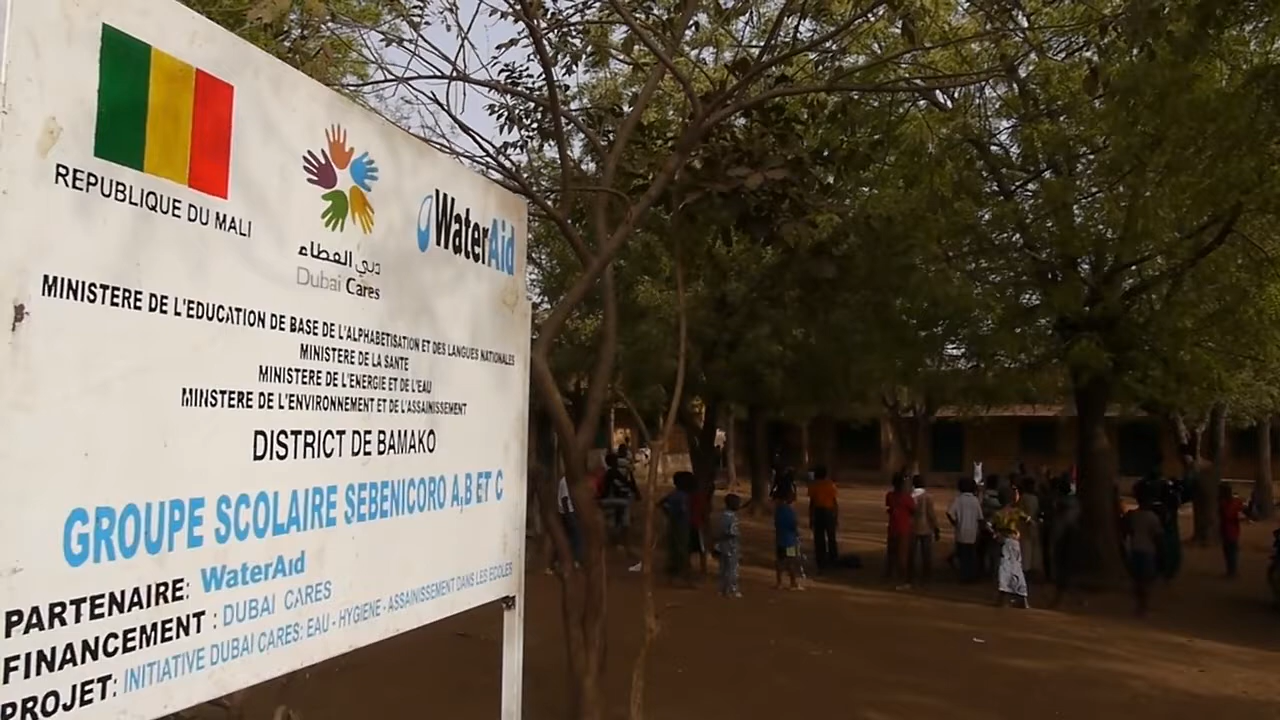 REPUBLIQUE DU MALI
دبي العطاء
Dubai Cares
WaterAid
MINISTERE DE L'EDUCATION DE BASE DE L'ALPHABETISATION ET DES LANGUES NATIONALES
MINISTERE DE LA SANTE
MINISTERE DE L'ENERGIE ET DE L'EAU
MINSTERE DE L'ENVIRONNEMENT ET DE L'ASSAINISSEMENT
DISTRICT DE BAMAKO
GROUPE SCOLAIRE SEBENICORO A,B ET C
PARTENAIRE: WaterAid
FINANCEMENT : DUBAI CARES
PROJET: INITIATIVE DUBAI CARES: EAU - HYGIENE - ASSAINISSEMENT DANS LES ECOLES